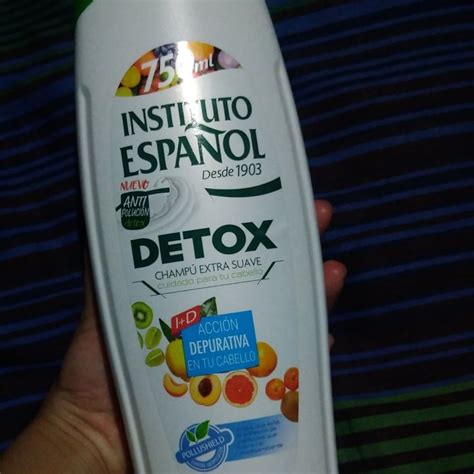 750ml
INSTITUTO
ESPAÑOL
Desde 1903
NUEVO
ANTI
POLUCIÓN
detox
DETOX
CHAMPÚ EXTRA SUAVE
cuidado para tu cabello
I+D
ACCIÓN
DEPURATIVA
EN TU CABELLO
POLLUSHIELD